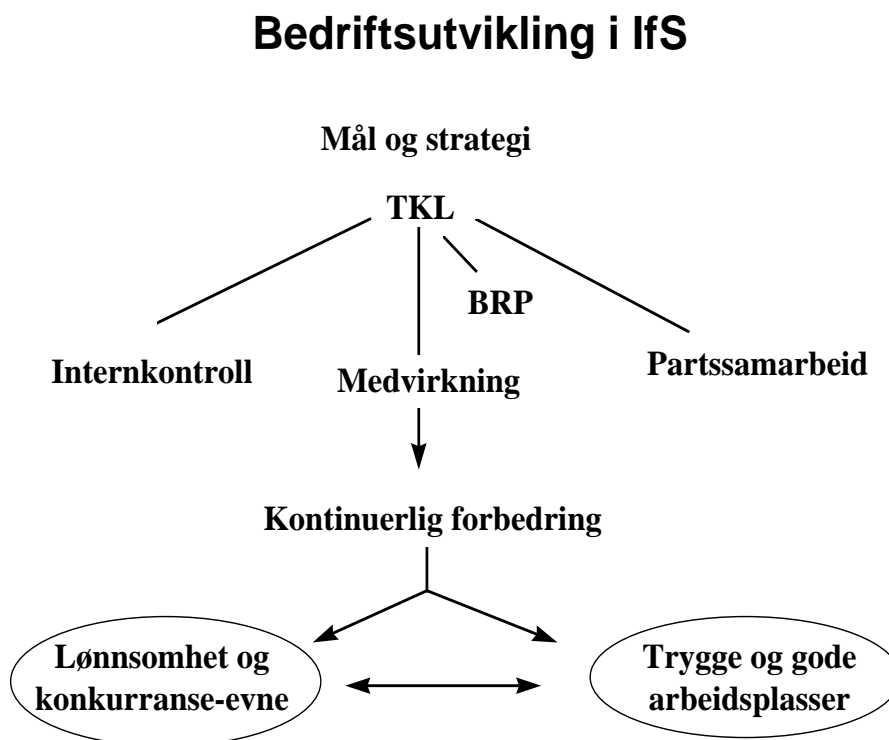 Bedriftsutvikling i IfS
Mål og strategi
TKL
BRP
Internkontroll
Medvirkning
Partssamarbeid
Kontinuerlig forbedring
Lønnsomhet og
konkurranse-evne
Trygge og gode
arbeidsplasser